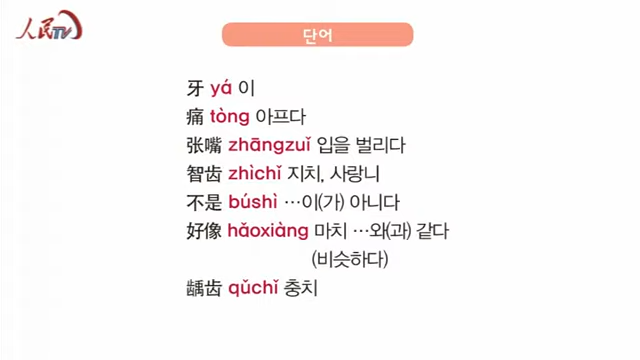 人民TV
단어
牙 yá 이
痛 tòng 아프다
张嘴 zhāngzuǐ 입을 벌리다
智齿 zhìchǐ 지치, 사랑니
不是 búshì …이(가) 아니다
好像 hǎoxiàng 마치 …와(과) 같다
(비슷하다)
龋齿 qǔchǐ 충치